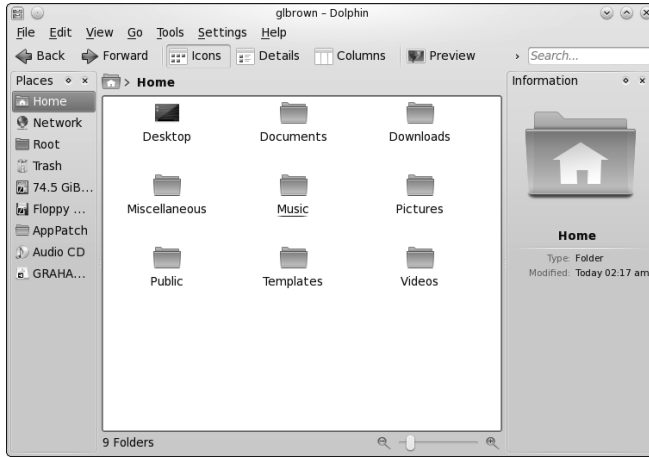 glbrown – Dolphin
File Edit View Go Tools Settings Help
Back Forward Icons Details Columns Preview Search...
Places
Home
Network
Root
Trash
74.5 GiB...
Floppy ...
AppPatch
Audio CD
GRAHA...
> Home
Desktop Documents Downloads
Miscellaneous Music Pictures
Public Templates Videos
9 Folders
Information
Home
Type: Folder
Modified: Today 02:17 am